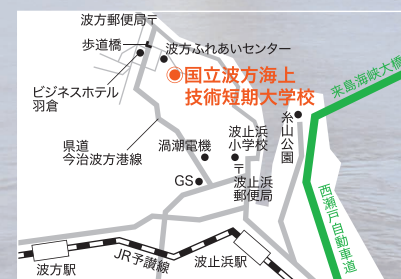 波方郵便局〒
歩道橋
波方ふれあいセンター
国立波方海上
技術短期大学校
ビジネスホテル
羽倉
県道
今治波方港線
渦潮電機
波止浜
小学校
糸山公園
来島海峡大橋
GS
〒
波止浜
郵便局
西瀬戸自動車道
JR予讃線
波方駅
波止浜駅